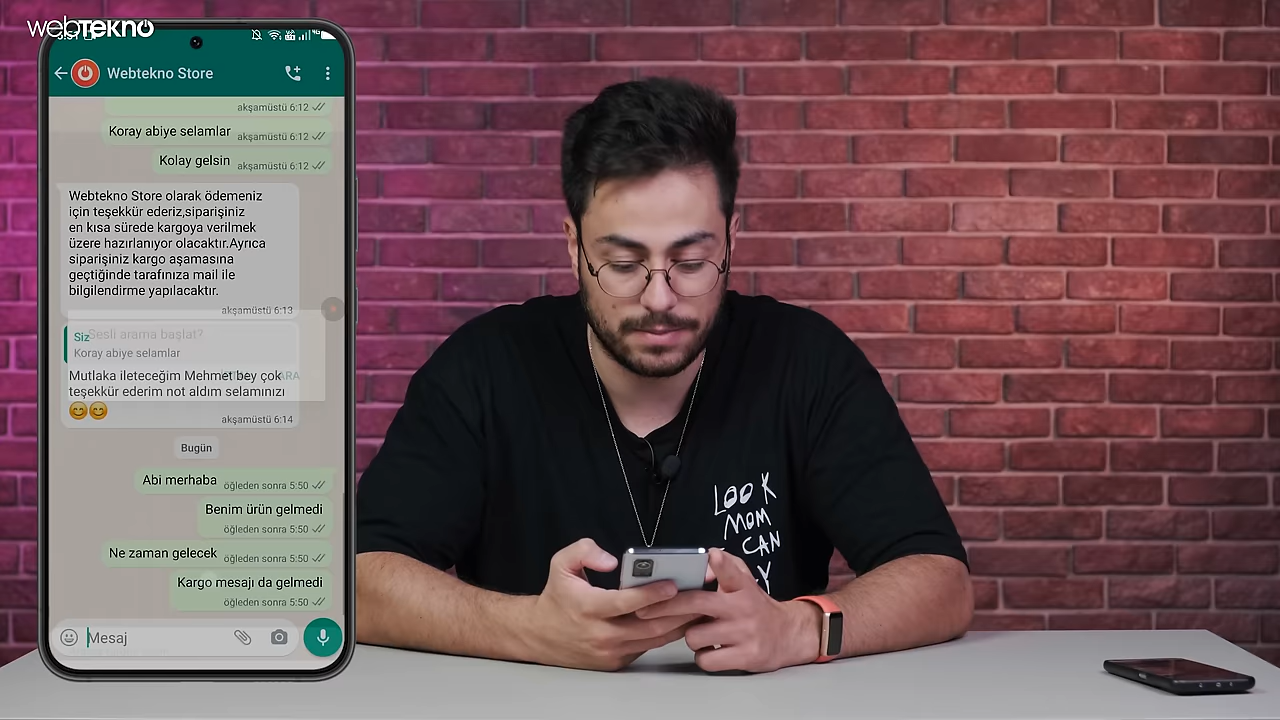 webtekno
Webtekno Store
akşamüstü 6:12
Koray abiye selamlar
akşamüstü 6:12
Kolay gelsin
akşamüstü 6:12
Webtekno Store olarak ödemeniz
için teşekkür ederiz,siparişiniz
en kısa sürede kargoya verilmek
üzere hazırlanıyor olacaktır.Ayrıca
siparişiniz kargo aşamasına
geçtiğinde tarafınıza mail ile
bilgilendirme yapılacaktır.
akşamüstü 6:13
Siz
Sesli arama başlat?
Koray abiye selamlar
ARA
Mutlaka ileteceğim Mehmet bey çok
teşekkür ederim not aldım selamınızı
akşamüstü 6:14
Bugün
Abi merhaba
öğleden sonra 5:50
Benim ürün gelmedi
öğleden sonra 5:50
Ne zaman gelecek
öğleden sonra 5:50
Kargo mesajı da gelmedi
öğleden sonra 5:50
Mesaj
LOOK
MOM
CAN